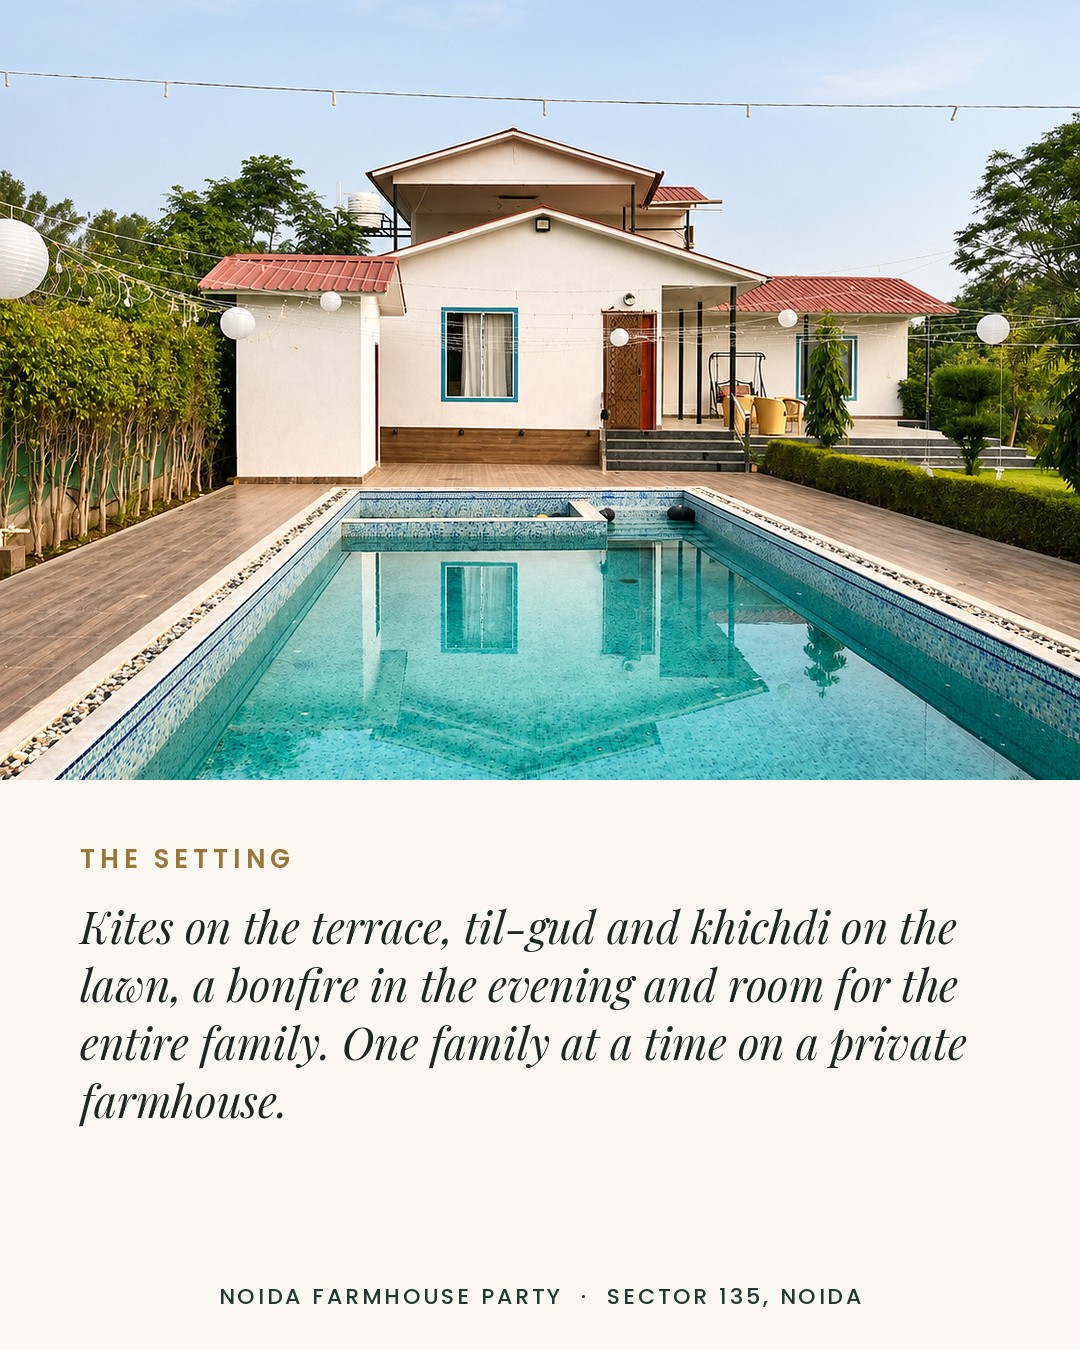 THE SETTING
Kites on the terrace, til-gud and khichdi on the
lawn, a bonfire in the evening and room for the
entire family. One family at a time on a private
farmhouse.
NOIDA FARMHOUSE PARTY · SECTOR 135, NOIDA